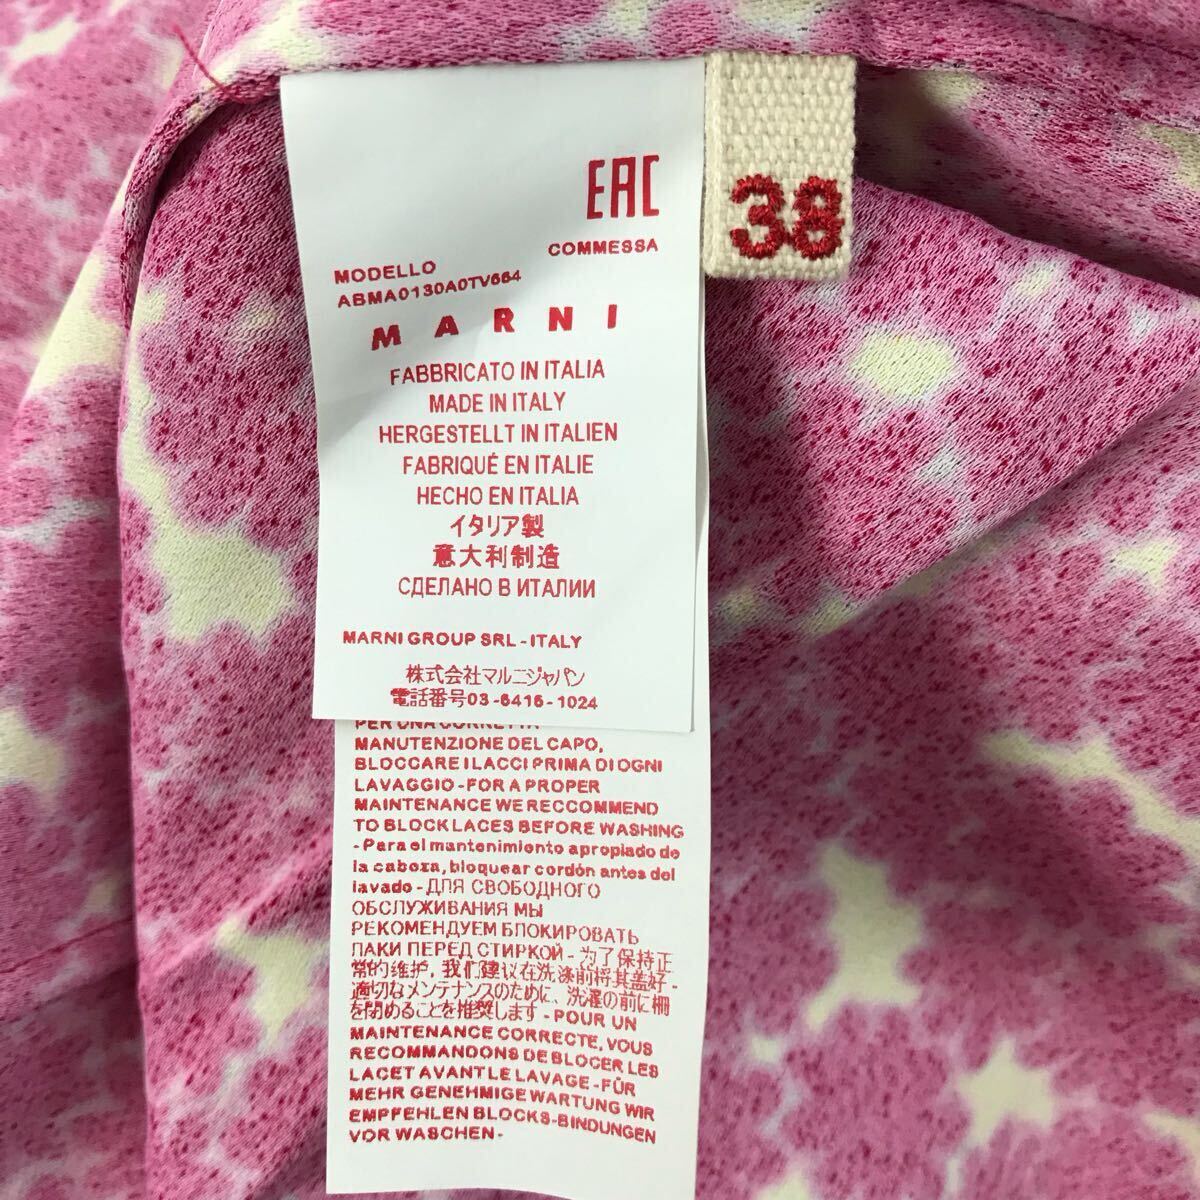 EAC
38
COMMESSA
MODELLO
ABMA0130A0TV664
MARNI
FABBRICATO IN ITALIA
MADE IN ITALY
HERGESTELLT IN ITALIEN
FABRIQUÉ EN ITALIE
HECHO EN ITALIA
イタリア製
意大利制造
СДЕЛАНО В ИТАЛИИ
MARNI GROUP SRL - ITALY
株式会社マルニジャパン
電話番号03-6416-1024
PER UNA CORRETTA
MANUTENZIONE DEL CAPO,
BLOCCARE I LACCI PRIMA DI OGNI
LAVAGGIO - FOR A PROPER
MAINTENANCE WE RECCOMMEND
TO BLOCK LACES BEFORE WASHING
- Para el mantenimiento apropiado de
la caboza, bloquear cordón antes del
lavado - ДЛЯ СВОБОДНОГО
ОБСЛУЖИВАНИЯ МЫ
РЕКОМЕНДУЕМ БЛОКИРОВАТЬ
ЛАКИ ПЕРЕД СТИРКОЙ - 为了保持正
常的维护, 我们建议在洗涤前将其盖好 -
適切なメンテナンスのために、洗濯の前に柵
を閉めることを推奨します - POUR UN
MAINTENANCE CORRECTE, VOUS
RECOMMANDONS DE BLOCER LES
LACET AVANT LE LAVAGE - FÜR
MEHR GENEHMIGE WARTUNG WIR
EMPFEHLEN BLOCKS-BINDUNGEN
VOR WASCHEN -